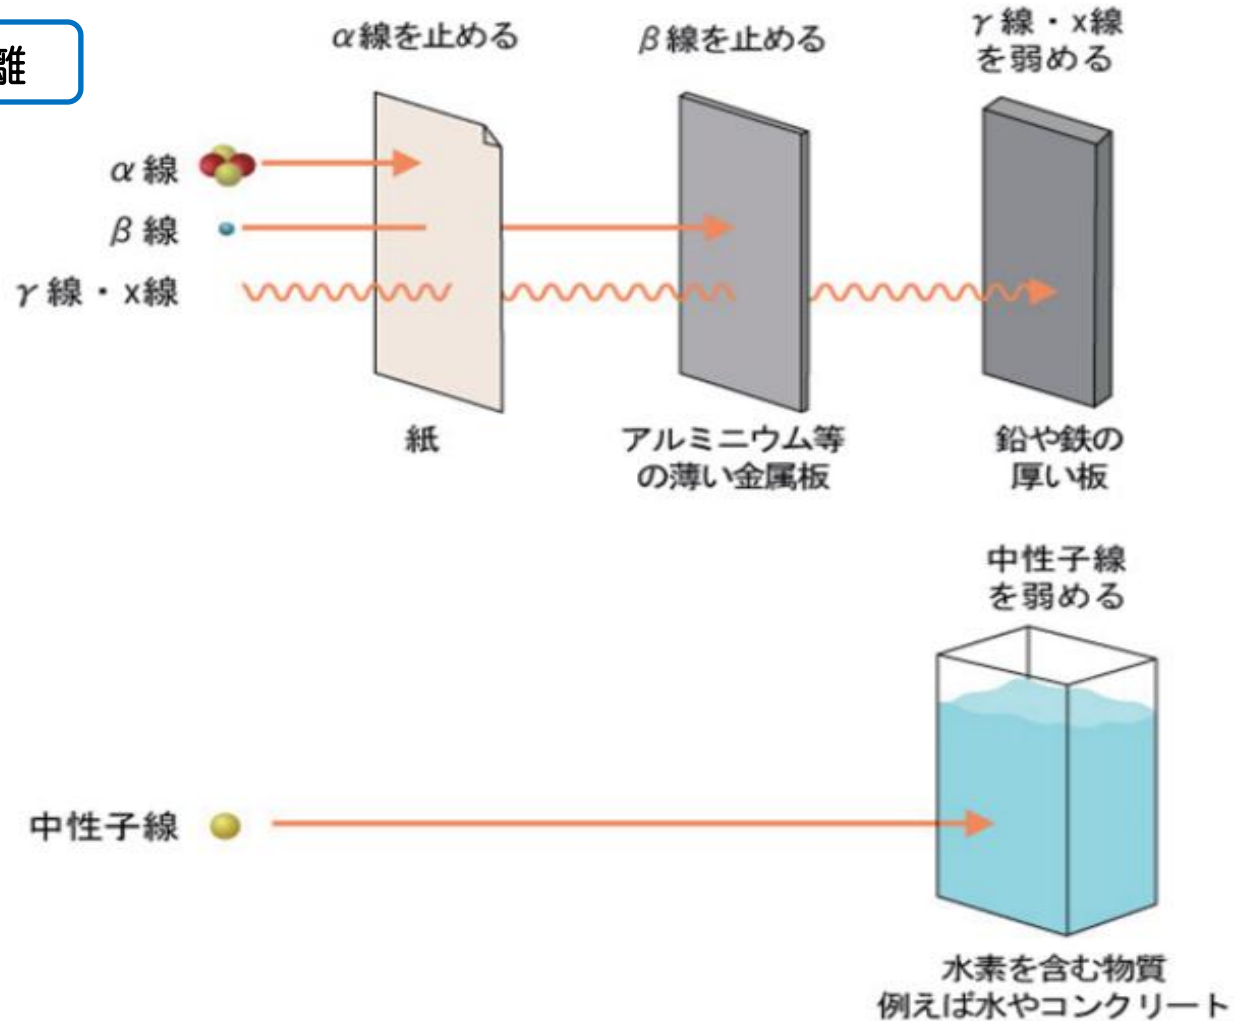 離
α線を止める
β線を止める
γ線・x線
を弱める
α線
β線
γ線・x線
紙
アルミニウム等
の薄い金属板
鉛や鉄の
厚い板
中性子線
を弱める
中性子線
水素を含む物質
例えば水やコンクリート